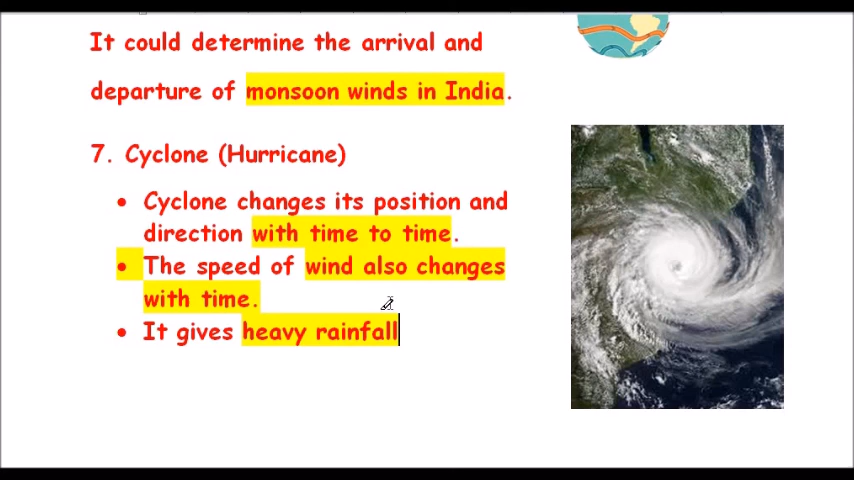 It could determine the arrival and
departure of monsoon winds in India.
7. Cyclone (Hurricane)
• Cyclone changes its position and
direction with time to time.
• The speed of wind also changes
with time.
• It gives heavy rainfall